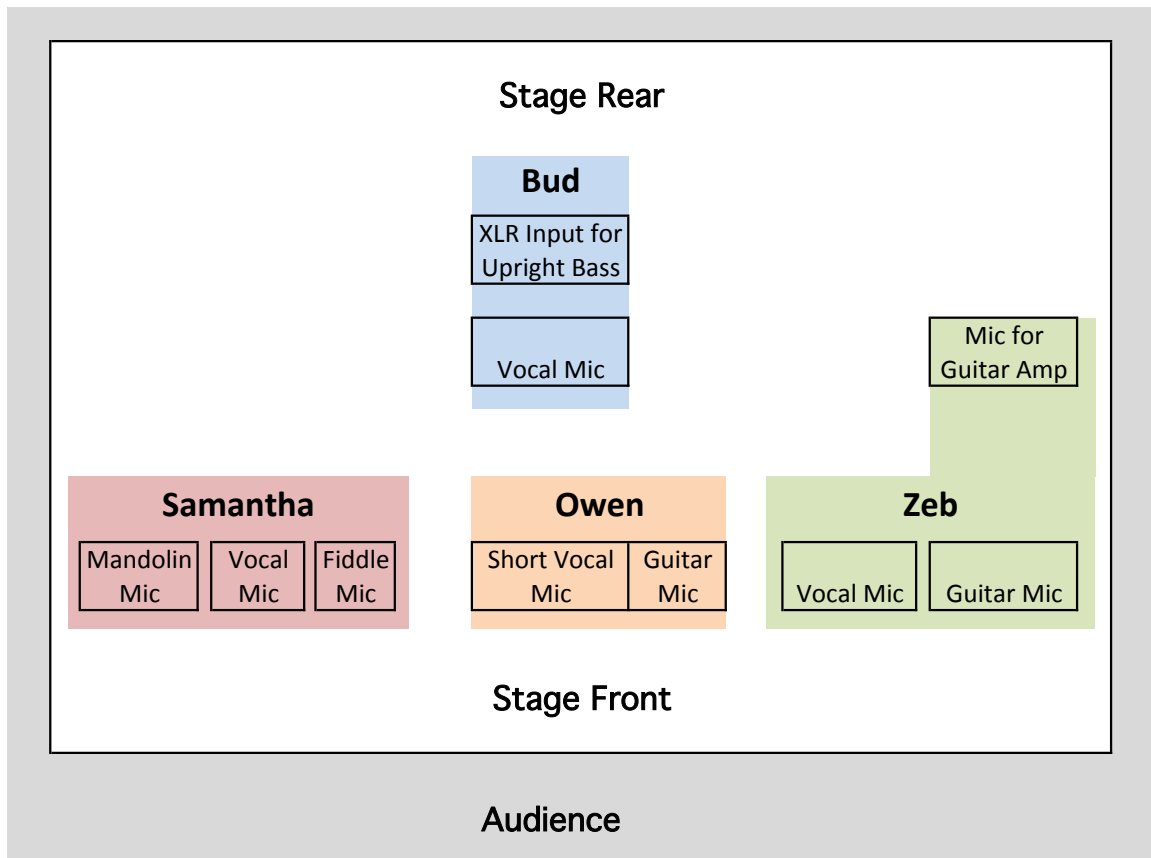 Stage Rear
Bud
XLR Input for
Upright Bass
Vocal Mic
Mic for
Guitar Amp
Samantha
Mandolin
Mic
Vocal
Mic
Fiddle
Mic
Owen
Short Vocal
Mic
Guitar
Mic
Zeb
Vocal Mic
Guitar Mic
Stage Front
Audience